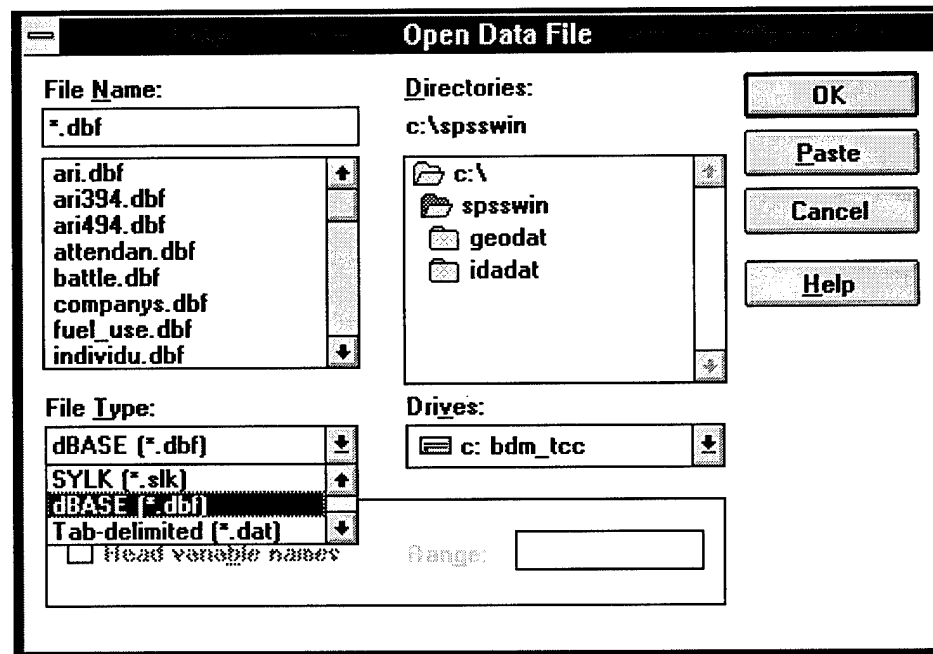 Open Data File
File Name:
*.dbf
ari.dbf
ari394.dbf
ari494.dbf
attendan.dbf
battle.dbf
companys.dbf
fuel_use.dbf
individu.dbf
File Type:
dBASE (*.dbf)
SYLK (*.slk)
dBASE (*.dbf)
Tab-delimited (*.dat)
Read variable names
Directories:
c:\spsswin
c:\
spsswin
geodat
idadat
Drives:
c: bdm_tcc
Range:
OK
Paste
Cancel
Help